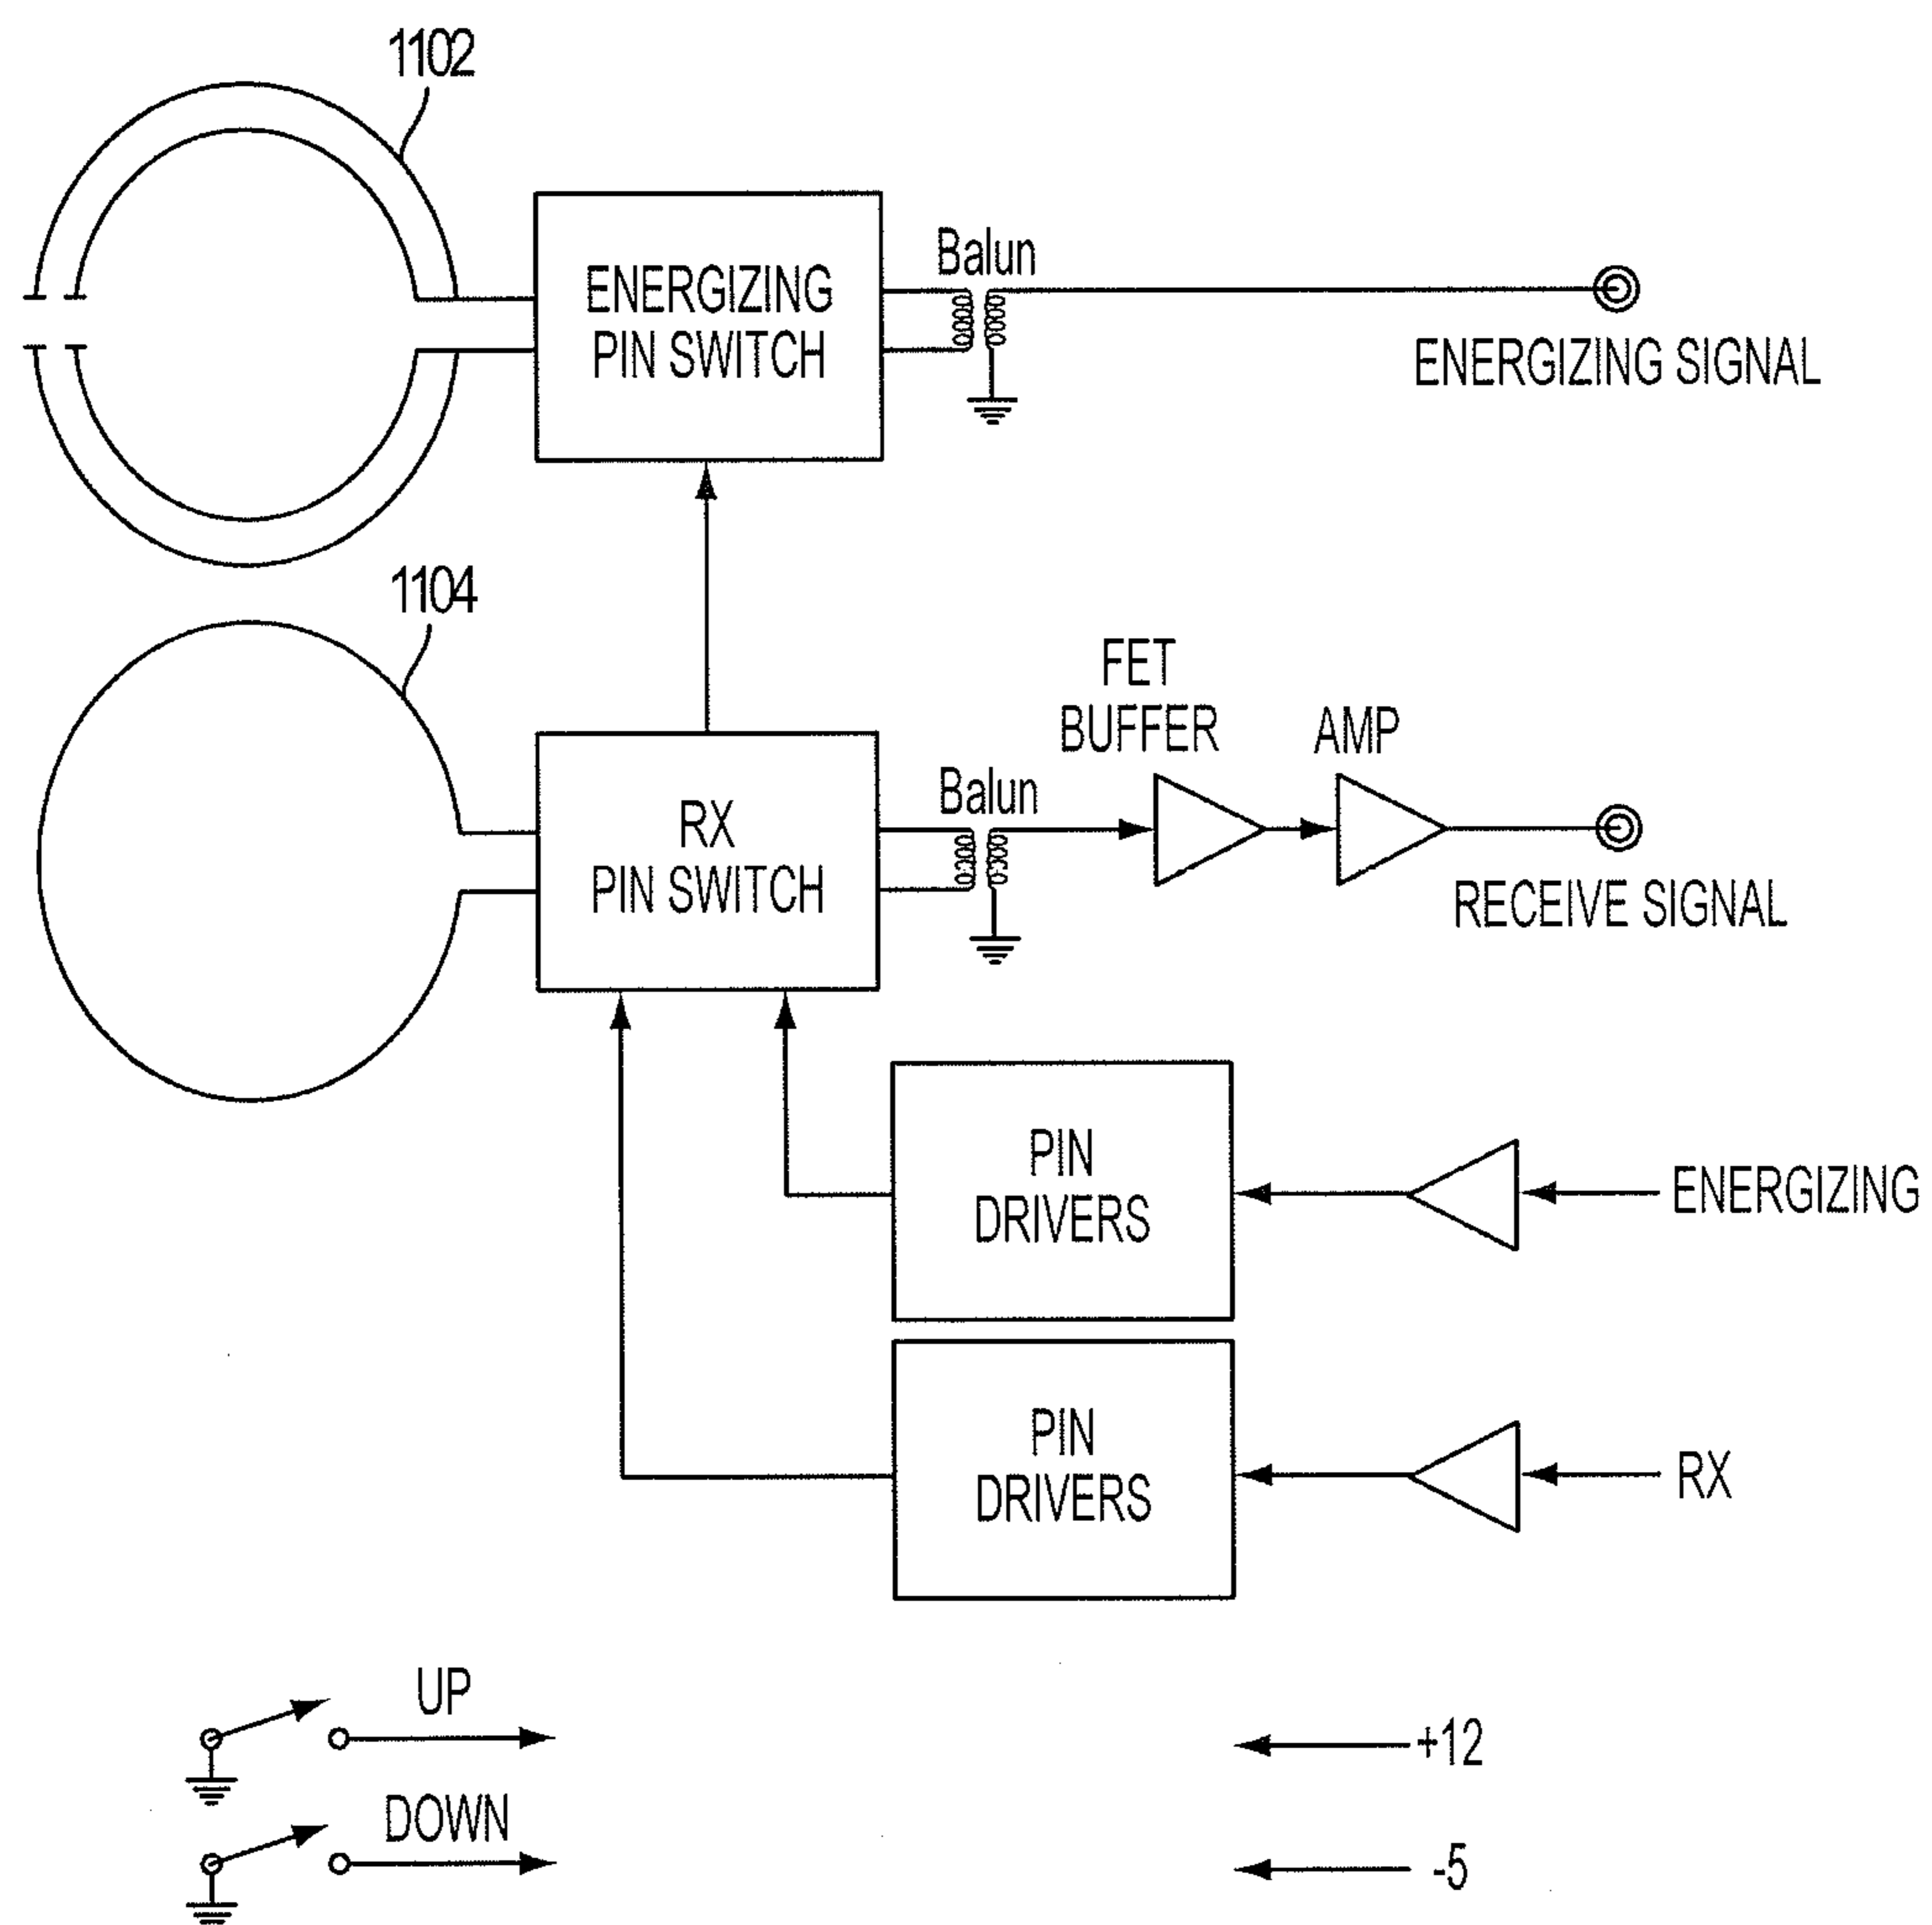 1102
ENERGIZING
PIN SWITCH
Balun
ENERGIZING SIGNAL
1104
RX
PIN SWITCH
Balun
FET
BUFFER
AMP
RECEIVE SIGNAL
PIN
DRIVERS
ENERGIZING
PIN
DRIVERS
RX
UP
+12
DOWN
-5